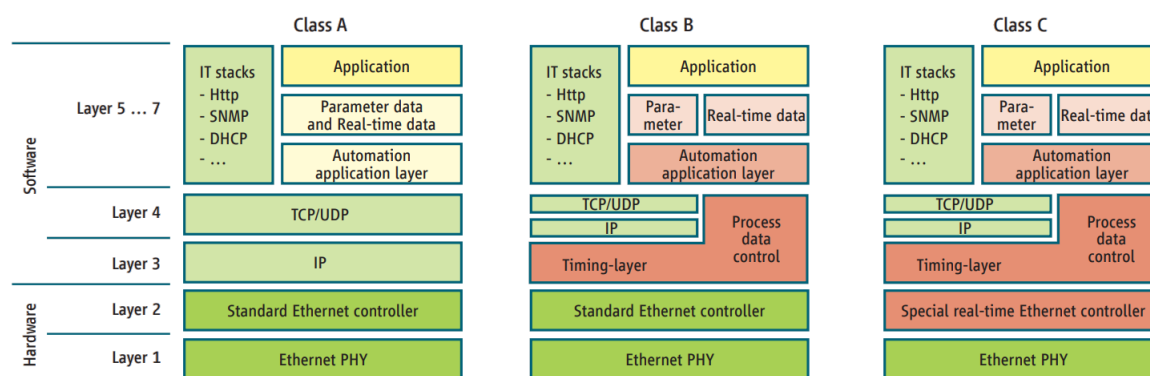 Class A
Class B
Class C
Software
Hardware
Layer 5 ... 7
Layer 4
Layer 3
Layer 2
Layer 1
IT stacks
- Http
- SNMP
- DHCP
- ...
Application
Parameter data
and Real-time data
Automation
application layer
TCP/UDP
IP
Standard Ethernet controller
Ethernet PHY
IT stacks
- Http
- SNMP
- DHCP
- ...
Application
Para-
meter
Real-time data
Automation
application layer
TCP/UDP
IP
Process
data
control
Timing-layer
Standard Ethernet controller
Ethernet PHY
IT stacks
- Http
- SNMP
- DHCP
- ...
Application
Para-
meter
Real-time data
Automation
application layer
TCP/UDP
IP
Process
data
control
Timing-layer
Special real-time Ethernet controller
Ethernet PHY